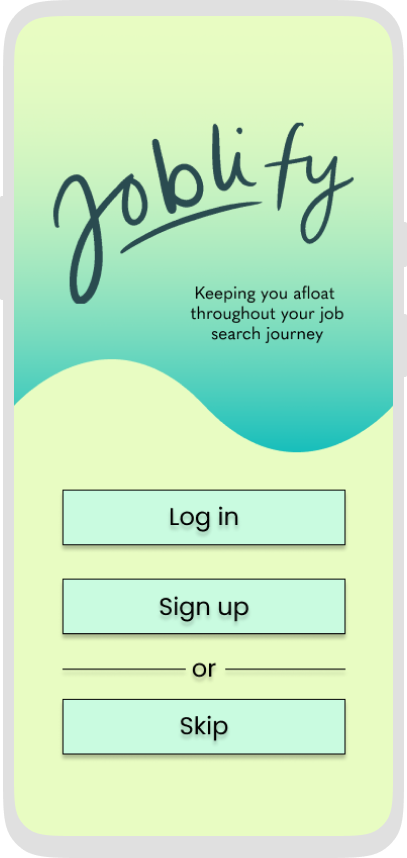 Joblify
Keeping you afloat
throughout your job
search journey
Log in
Sign up
or
Skip